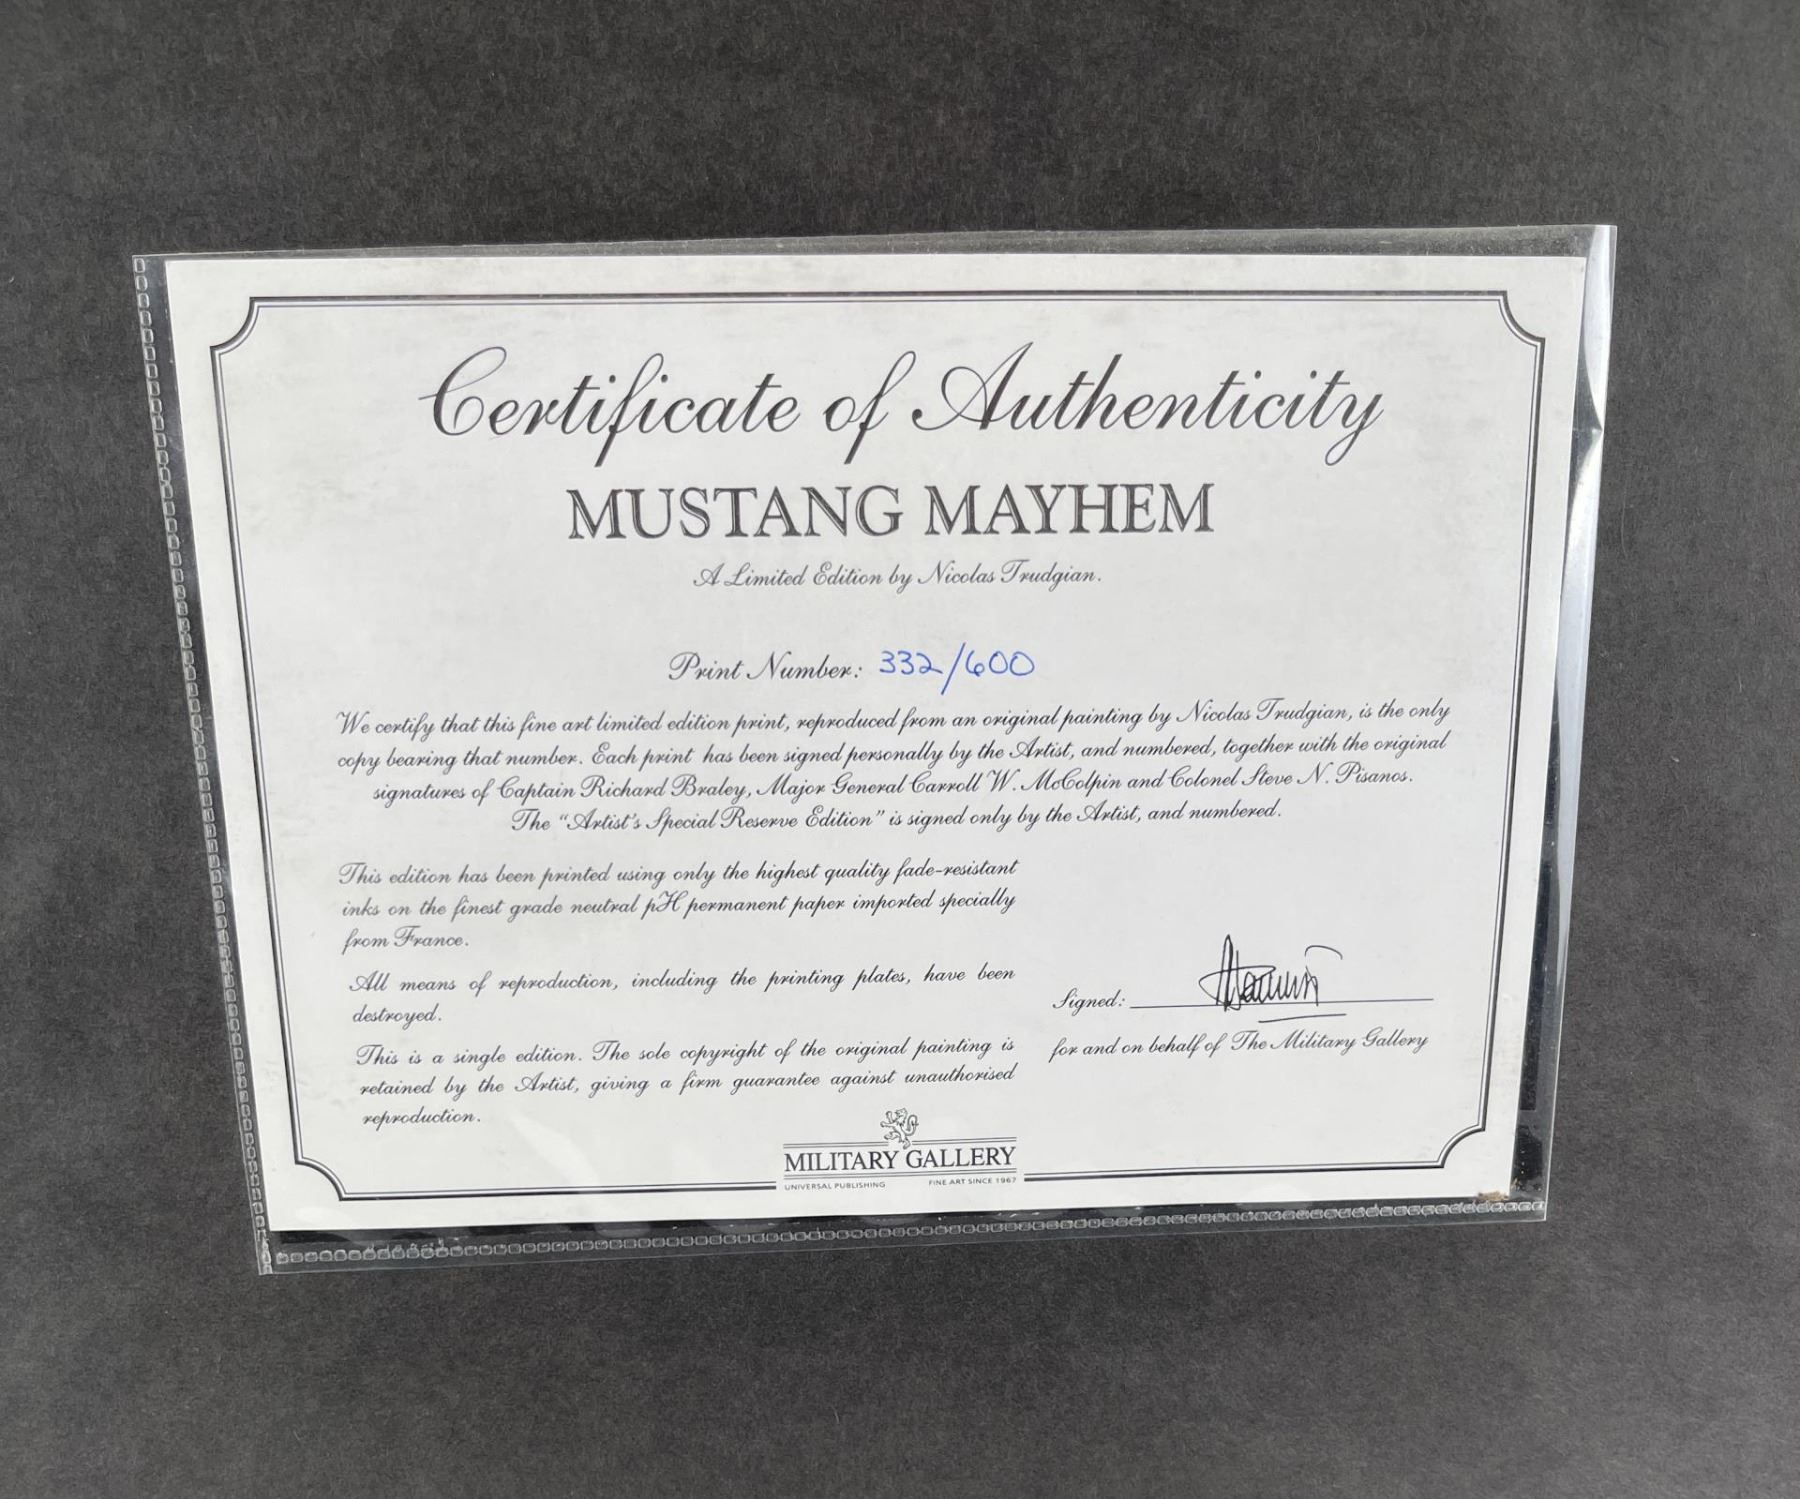 Certificate of Authenticity
MUSTANG MAYHEM
A Limited Edition by Nicolas Trudgian.
Print Number: 332/600
We certify that this fine art limited edition print, reproduced from an original painting by Nicolas Trudgian, is the only
copy bearing that number. Each print has been signed personally by the Artist, and numbered, together with the original
signatures of Captain Richard Braley, Major General Carroll W. McColpin and Colonel Steve N. Pisanos.
The “Artist's Special Reserve Edition” is signed only by the Artist, and numbered.
This edition has been printed using only the highest quality fade-resistant
inks on the finest grade neutral pH permanent paper imported specially
from France.
All means of reproduction, including the printing plates, have been
destroyed.
This is a single edition. The sole copyright of the original painting is
retained by the Artist, giving a firm guarantee against unauthorised
reproduction.
Signed:
for and on behalf of The Military Gallery
MILITARY GALLERY
UNIVERSAL PUBLISHING FINE ART SINCE 1967